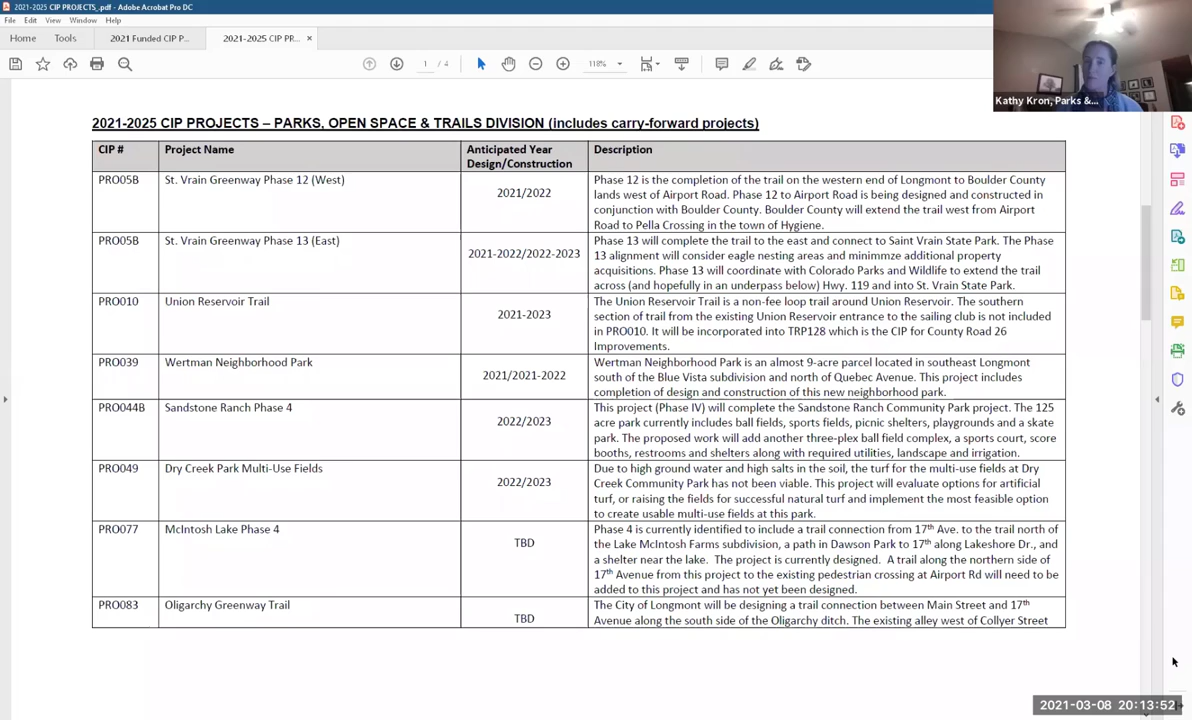 2021-2025 CIP PROJECTS_.pdf - Adobe Acrobat Pro DC
File Edit View Window Help
Home Tools 2021 Funded CIP P... 2021-2025 CIP PR... ×
1 / 4 118%
Kathy Kron, Parks &...
2021-2025 CIP PROJECTS – PARKS, OPEN SPACE & TRAILS DIVISION (includes carry-forward projects)
CIP # Project Name Anticipated Year Description
Design/Construction
PRO05B St. Vrain Greenway Phase 12 (West) 2021/2022 Phase 12 is the completion of the trail on the western end of Longmont to Boulder County
lands west of Airport Road. Phase 12 to Airport Road is being designed and constructed in
conjunction with Boulder County. Boulder County will extend the trail west from Airport
Road to Pella Crossing in the town of Hygiene.
PRO05B St. Vrain Greenway Phase 13 (East) 2021-2022/2022-2023 Phase 13 will complete the trail to the east and connect to Saint Vrain State Park. The Phase
13 alignment will consider eagle nesting areas and minimmze additional property
acquisitions. Phase 13 will coordinate with Colorado Parks and Wildlife to extend the trail
across (and hopefully in an underpass below) Hwy. 119 and into St. Vrain State Park.
PRO010 Union Reservoir Trail 2021-2023 The Union Reservoir Trail is a non-fee loop trail around Union Reservoir. The southern
section of trail from the existing Union Reservoir entrance to the sailing club is not included
in PRO010. It will be incorporated into TRP128 which is the CIP for County Road 26
Improvements.
PRO039 Wertman Neighborhood Park 2021/2021-2022 Wertman Neighborhood Park is an almost 9-acre parcel located in southeast Longmont
south of the Blue Vista subdivision and north of Quebec Avenue. This project includes
completion of design and construction of this new neighborhood park.
PRO044B Sandstone Ranch Phase 4 2022/2023 This project (Phase IV) will complete the Sandstone Ranch Community Park project. The 125
acre park currently includes ball fields, sports fields, picnic shelters, playgrounds and a skate
park. The proposed work will add another three-plex ball field complex, a sports court, score
booths, restrooms and shelters along with required utilities, landscape and irrigation.
PRO049 Dry Creek Park Multi-Use Fields 2022/2023 Due to high ground water and high salts in the soil, the turf for the multi-use fields at Dry
Creek Community Park has not been viable. This project will evaluate options for artificial
turf, or raising the fields for successful natural turf and implement the most feasible option
to create usable multi-use fields at this park.
PRO077 McIntosh Lake Phase 4 TBD Phase 4 is currently identified to include a trail connection from 17th Ave. to the trail north of
the Lake McIntosh Farms subdivision, a path in Dawson Park to 17th along Lakeshore Dr., and
a shelter near the lake. The project is currently designed. A trail along the northern side of
17th Avenue from this project to the existing pedestrian crossing at Airport Rd will need to be
added to this project and has not yet been designed.
PRO083 Oligarchy Greenway Trail TBD The City of Longmont will be designing a trail connection between Main Street and 17th
Avenue along the south side of the Oligarchy ditch. The existing alley west of Collyer Street
2021-03-08 20:13:52